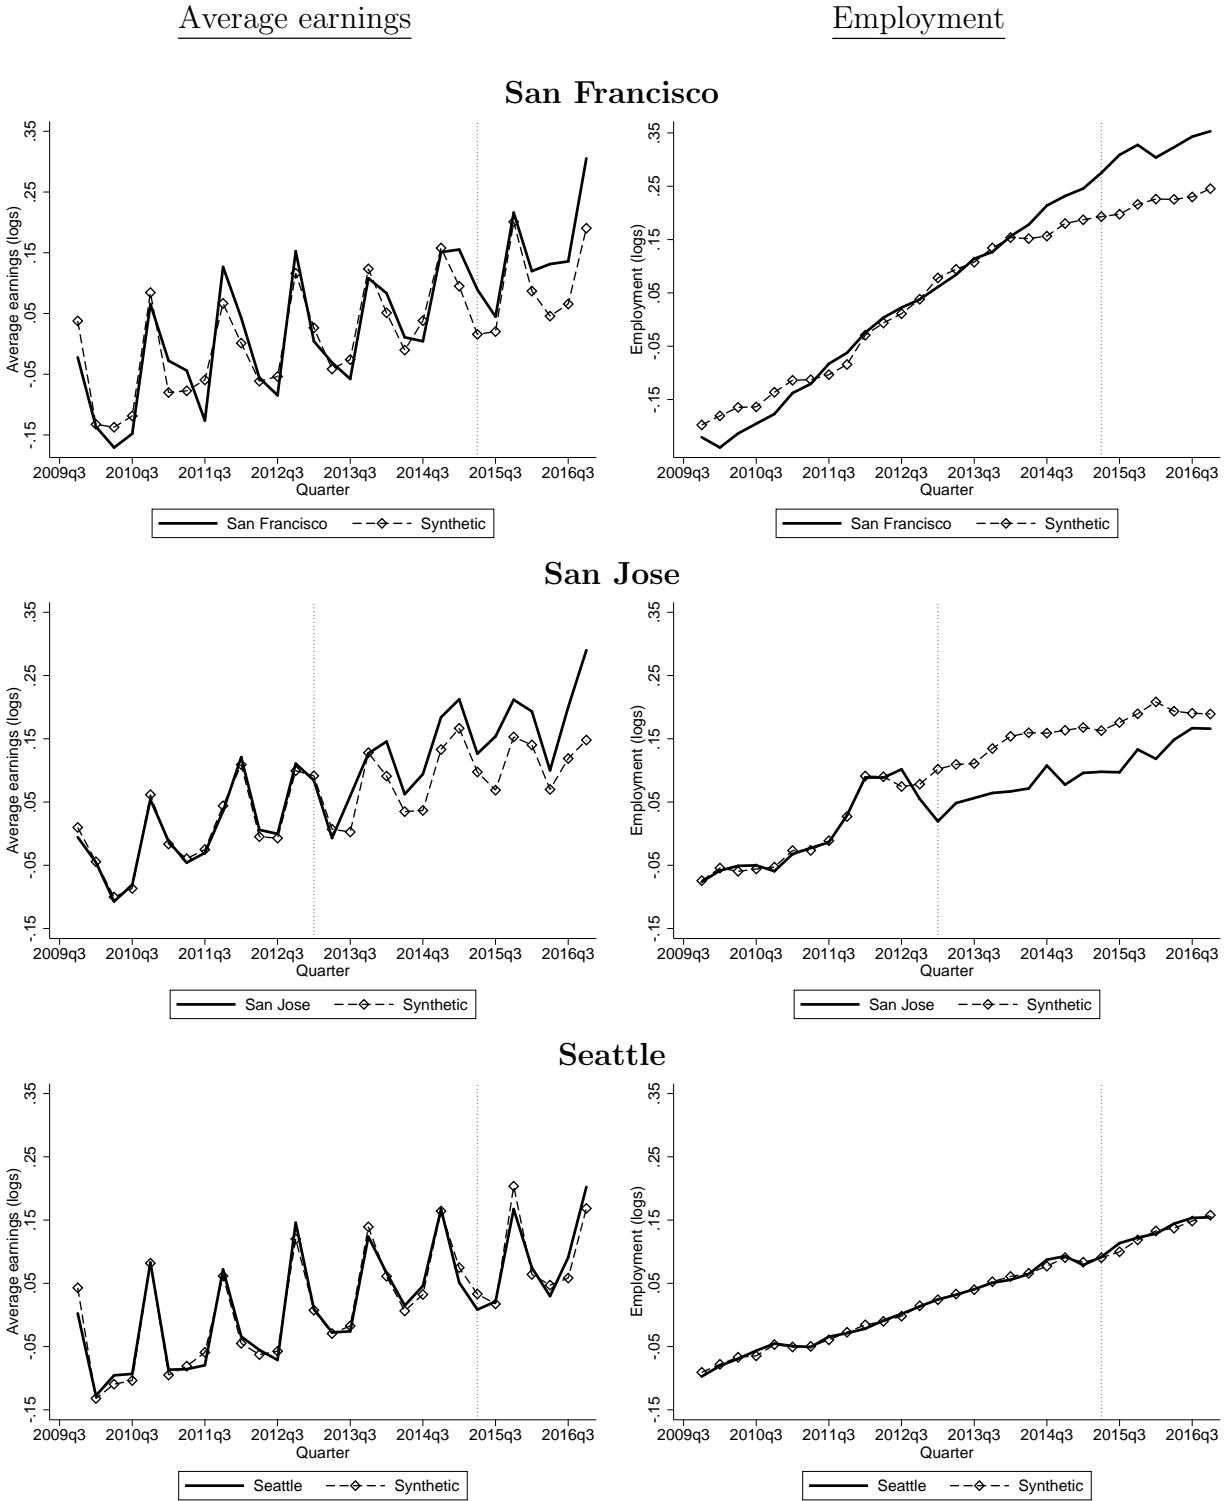 Average earnings
Employment
San Francisco
Average earnings (logs)
.35
.25
.15
.05
-.05
-.15
2009q3 2010q3 2011q3 2012q3 2013q3 2014q3 2015q3 2016q3
Quarter
San Francisco Synthetic
Employment (logs)
.35
.25
.15
.05
-.05
-.15
2009q3 2010q3 2011q3 2012q3 2013q3 2014q3 2015q3 2016q3
Quarter
San Francisco Synthetic
San Jose
Average earnings (logs)
.35
.25
.15
.05
-.05
-.15
2009q3 2010q3 2011q3 2012q3 2013q3 2014q3 2015q3 2016q3
Quarter
San Jose Synthetic
Employment (logs)
.35
.25
.15
.05
-.05
-.15
2009q3 2010q3 2011q3 2012q3 2013q3 2014q3 2015q3 2016q3
Quarter
San Jose Synthetic
Seattle
Average earnings (logs)
.35
.25
.15
.05
-.05
-.15
2009q3 2010q3 2011q3 2012q3 2013q3 2014q3 2015q3 2016q3
Quarter
Seattle Synthetic
Employment (logs)
.35
.25
.15
.05
-.05
-.15
2009q3 2010q3 2011q3 2012q3 2013q3 2014q3 2015q3 2016q3
Quarter
Seattle Synthetic